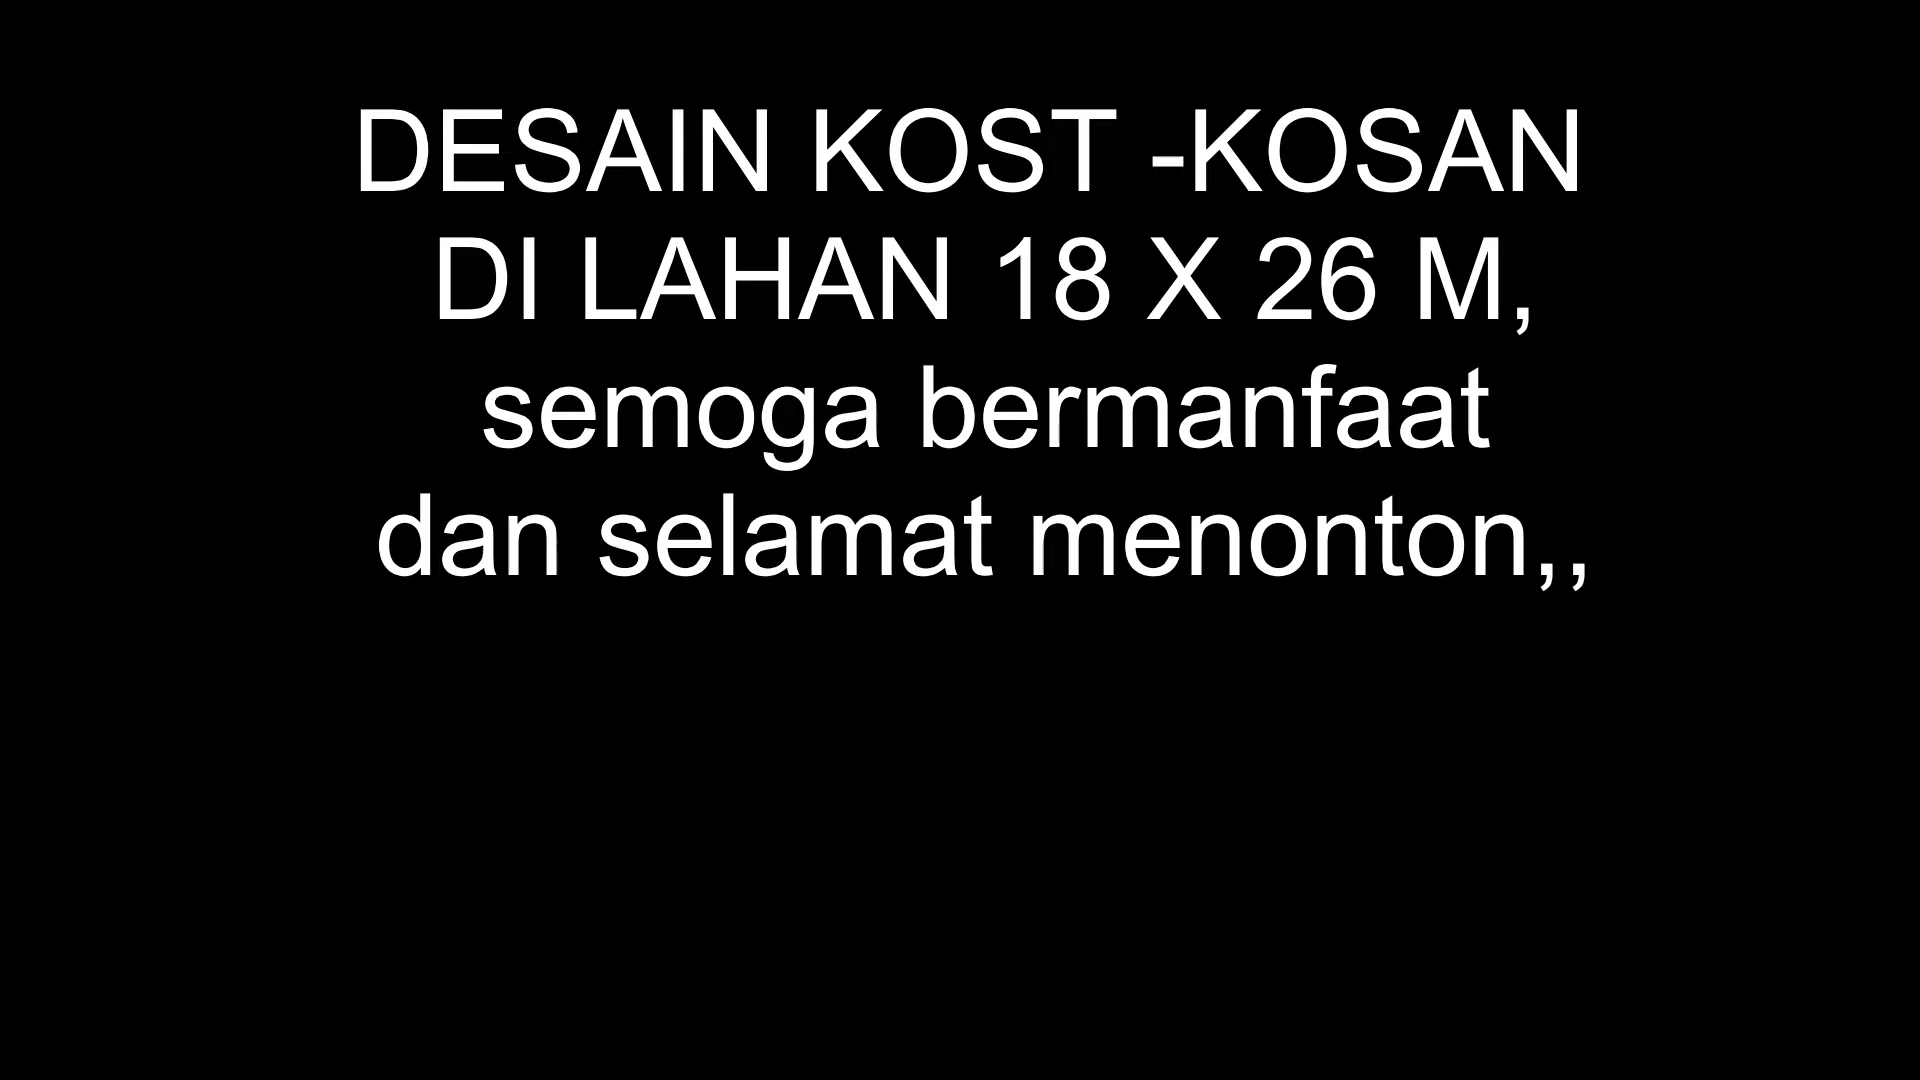 DESAIN KOST -KOSAN
DI LAHAN 18 X 26 M,
semoga bermanfaat
dan selamat menonton,,